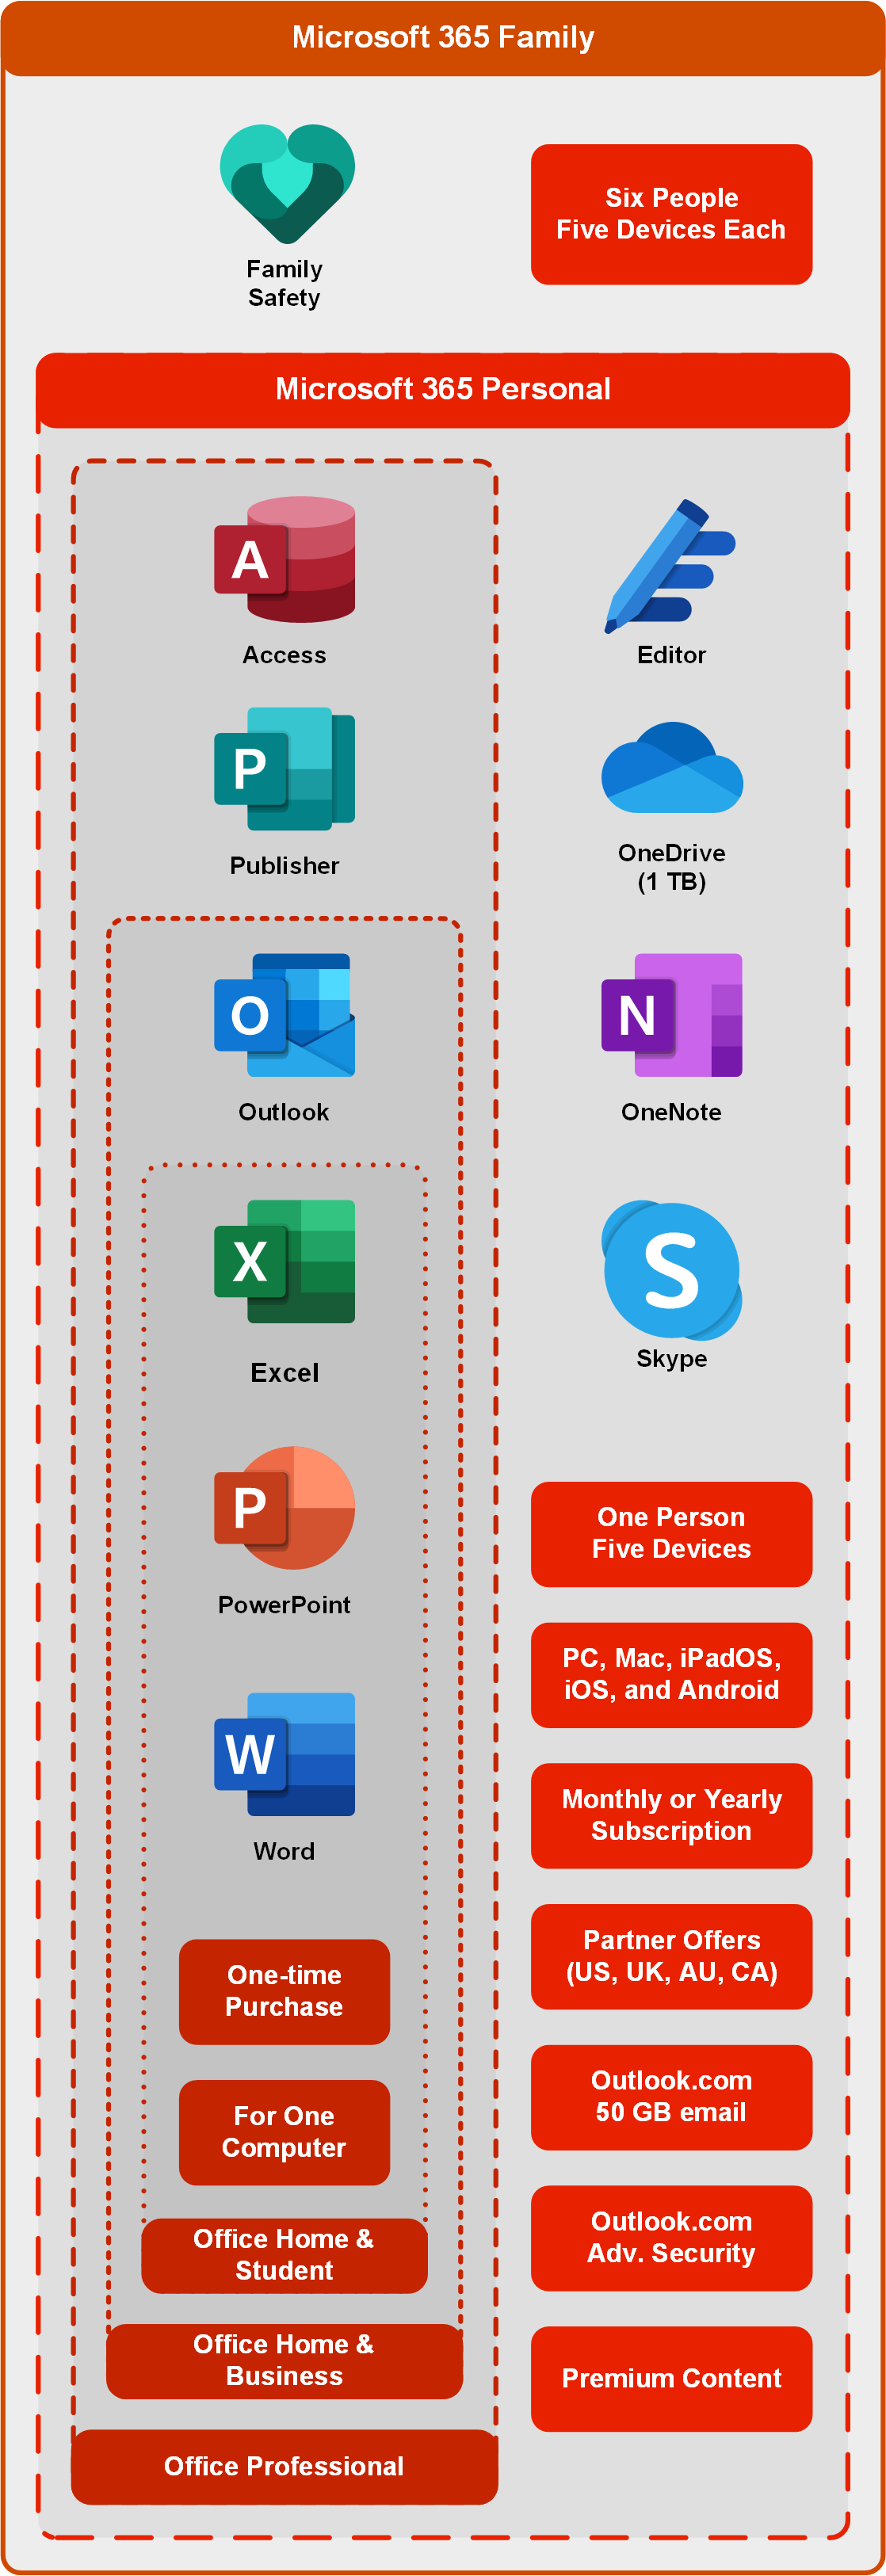 Microsoft 365 Family
Family
Safety
Six People
Five Devices Each
Microsoft 365 Personal
A
Access
P
Publisher
O
Outlook
X
Excel
P
PowerPoint
W
Word
One-time
Purchase
For One
Computer
Office Home &
Student
Office Home &
Business
Office Professional
Editor
OneDrive
(1 TB)
N
OneNote
S
Skype
One Person
Five Devices
PC, Mac, iPadOS,
iOS, and Android
Monthly or Yearly
Subscription
Partner Offers
(US, UK, AU, CA)
Outlook.com
50 GB email
Outlook.com
Adv. Security
Premium Content